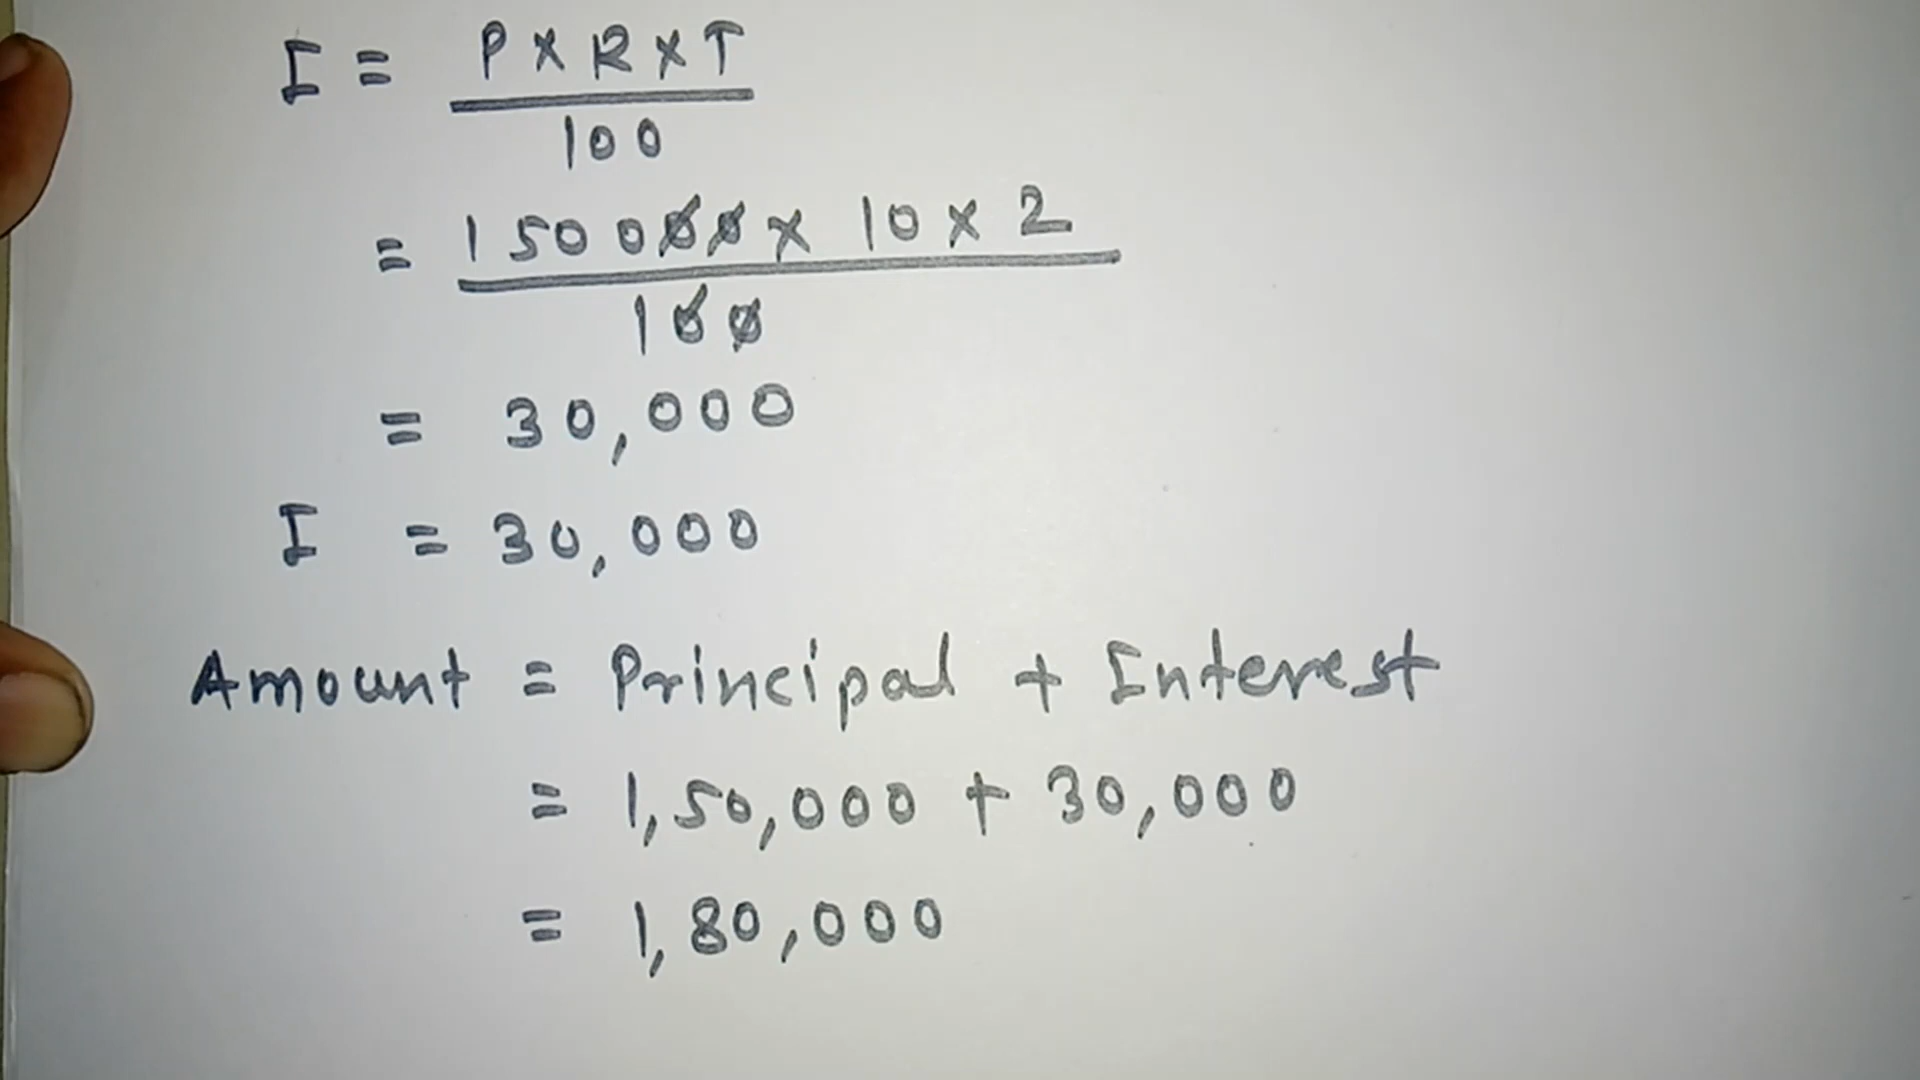 I = P X R X T
100
= 150000 x 10 x 2
100
= 30,000
I = 30,000
Amount = Principal + Interest
= 1,50,000 + 30,000
= 1,80,000